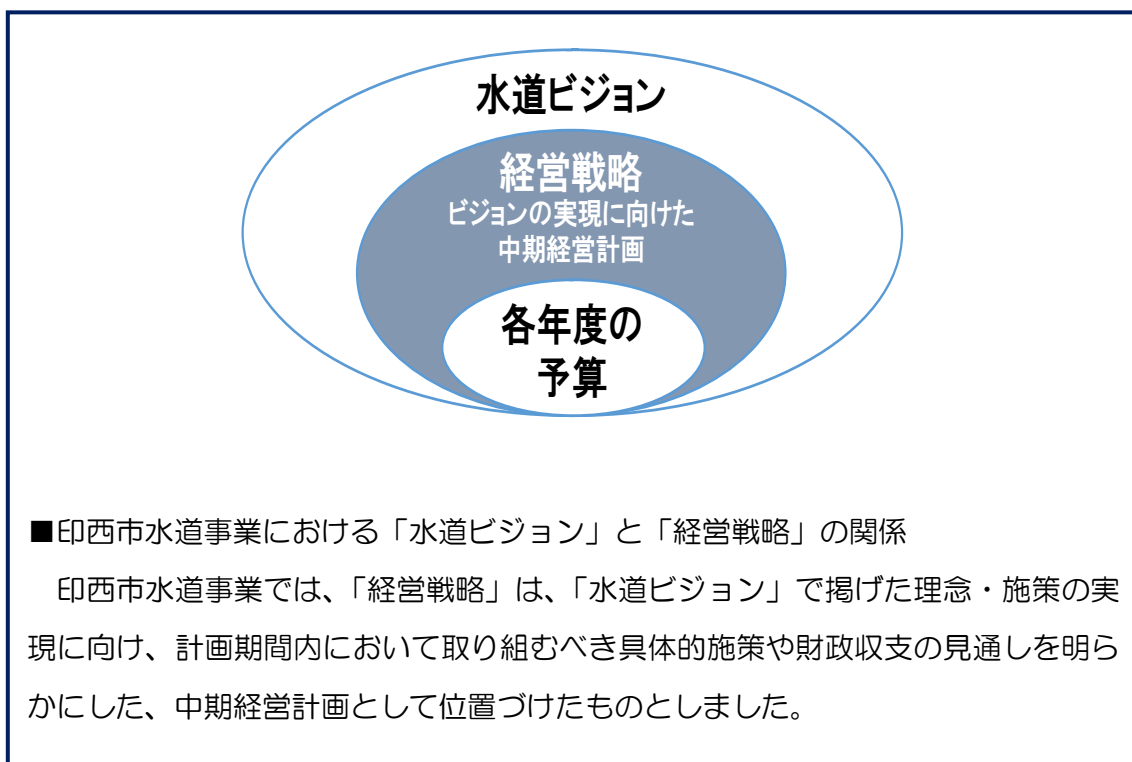 水道ビジョン
経営戦略
ビジョンの実現に向けた
中期経営計画
各年度の
予算
■印西市水道事業における「水道ビジョン」と「経営戦略」の関係
　印西市水道事業では、「経営戦略」は、「水道ビジョン」で掲げた理念・施策の実
現に向け、計画期間内において取り組むべき具体的施策や財政収支の見通しを明ら
かにした、中期経営計画として位置づけたものとしました。